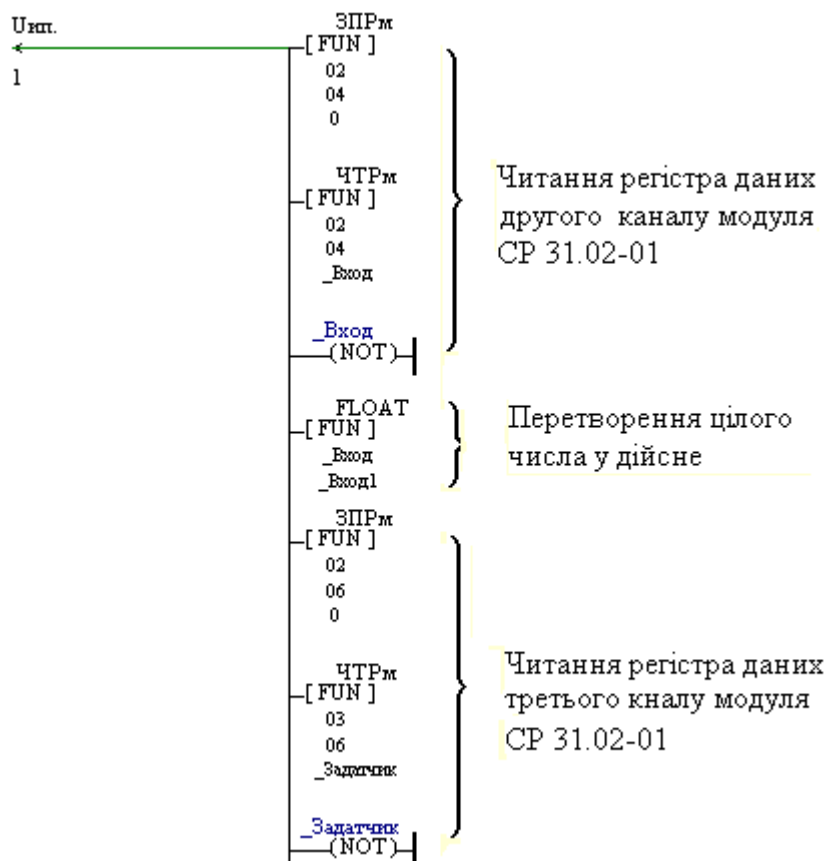 Uип.
1
ЗПРм
[ FUN ]
02
04
0
ЧТРм
[ FUN ]
02
04
_Вход
_Вход
(NOT)
Читання регістра даних
другого каналу модуля
СР 31.02-01
FLOAT
[ FUN ]
_Вход
_Вход1
Перетворення цілого
числа у дійсне
ЗПРм
[ FUN ]
02
06
0
ЧТРм
[ FUN ]
03
06
_Задатчик
_Задатчик
(NOT)
Читання регістра даних
третього кналу модуля
СР 31.02-01